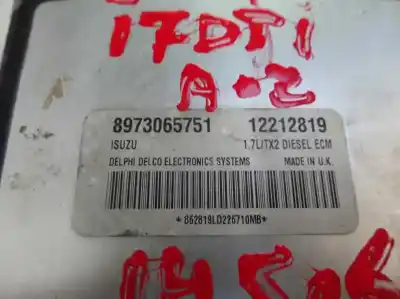 17DTI
A-2
8973065751 12212819
ISUZU 1.7LITX2 DIESEL ECM
DELPHI DELCO ELECTRONICS SYSTEMS MADE IN U.K.
*862819LD226710MB*